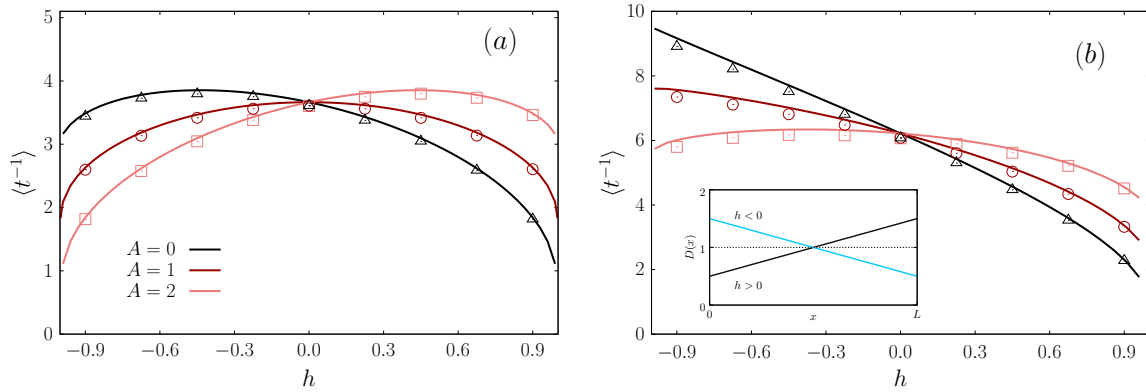 (a)
5
4
3
2
1
0
⟨t⁻¹⟩
A = 0
A = 1
A = 2
−0.9 −0.6 −0.3 0.0 0.3 0.6 0.9
h
(b)
10
8
6
4
2
0
⟨t⁻¹⟩
2
1
0
D(x)
h < 0
h > 0
0 x L
−0.9 −0.6 −0.3 0.0 0.3 0.6 0.9
h